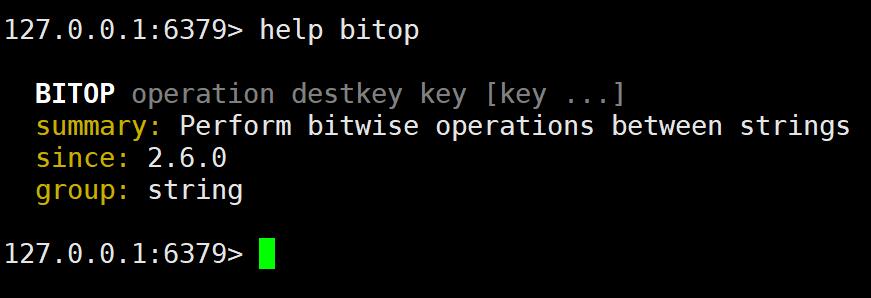 127.0.0.1:6379> help bitop
BITOP operation destkey key [key ...]
summary: Perform bitwise operations between strings
since: 2.6.0
group: string
127.0.0.1:6379>